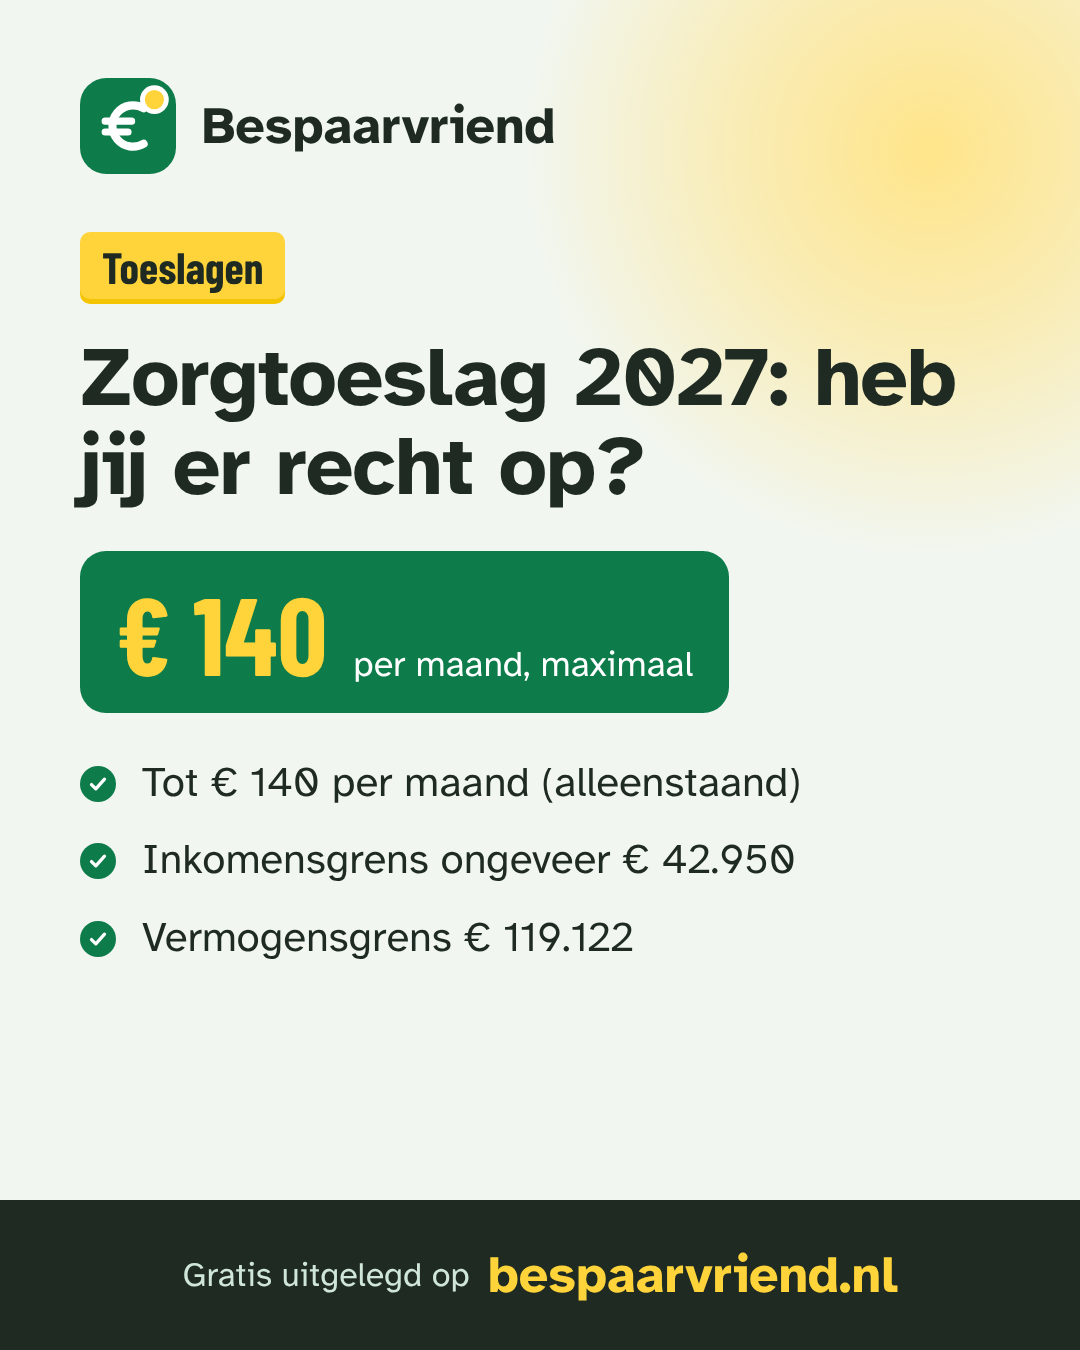 € Bespaarvriend
Toeslagen
Zorgtoeslag 2027: heb
jij er recht op?
€ 140 per maand, maximaal
Tot € 140 per maand (alleenstaand)
Inkomensgrens ongeveer € 42.950
Vermogensgrens € 119.122
Gratis uitgelegd op bespaarvriend.nl